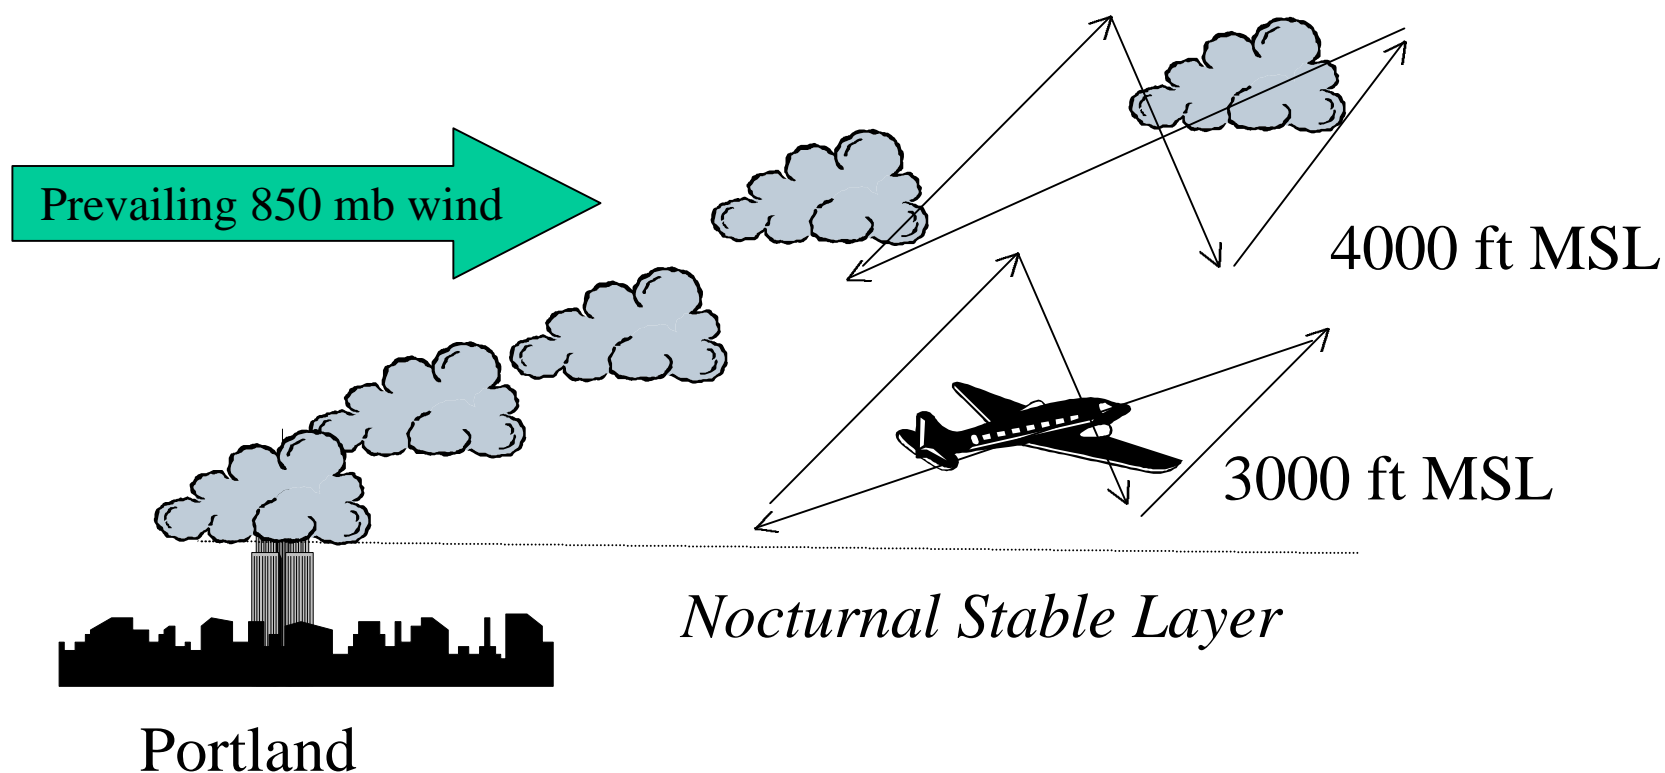 Prevailing 850 mb wind
4000 ft MSL
3000 ft MSL
Nocturnal Stable Layer
Portland